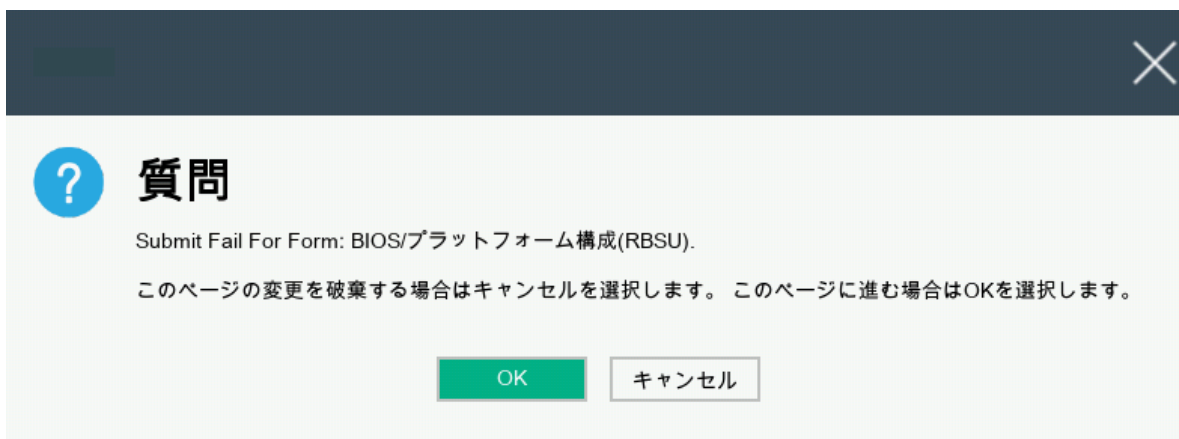 質問
Submit Fail For Form: BIOS/プラットフォーム構成(RBSU).
このページの変更を破棄する場合はキャンセルを選択します。 このページに進む場合はOKを選択します。
OK キャンセル